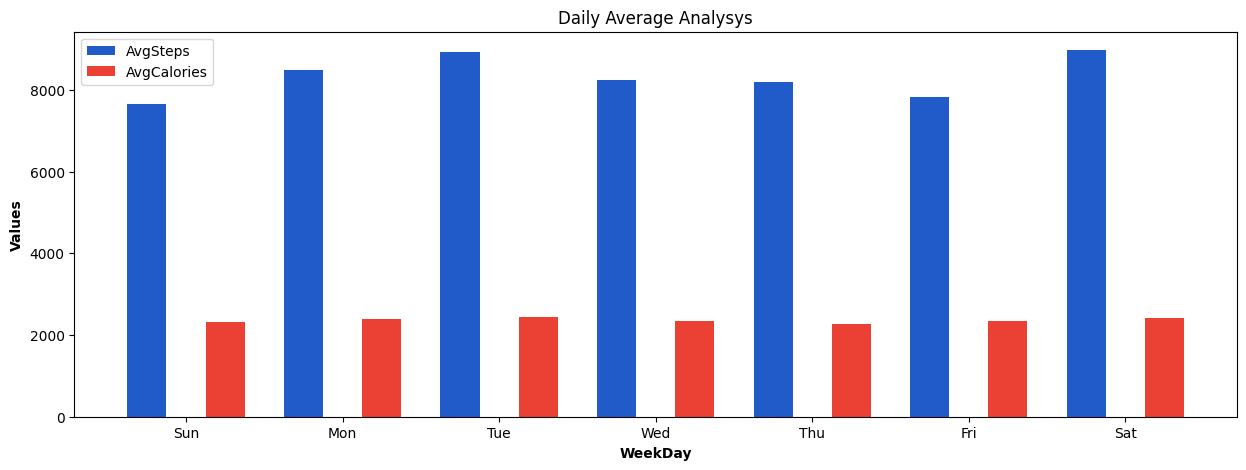 Daily Average Analysys
AvgSteps
AvgCalories
8000
6000
4000
2000
0
Values
Sun Mon Tue Wed Thu Fri Sat
WeekDay